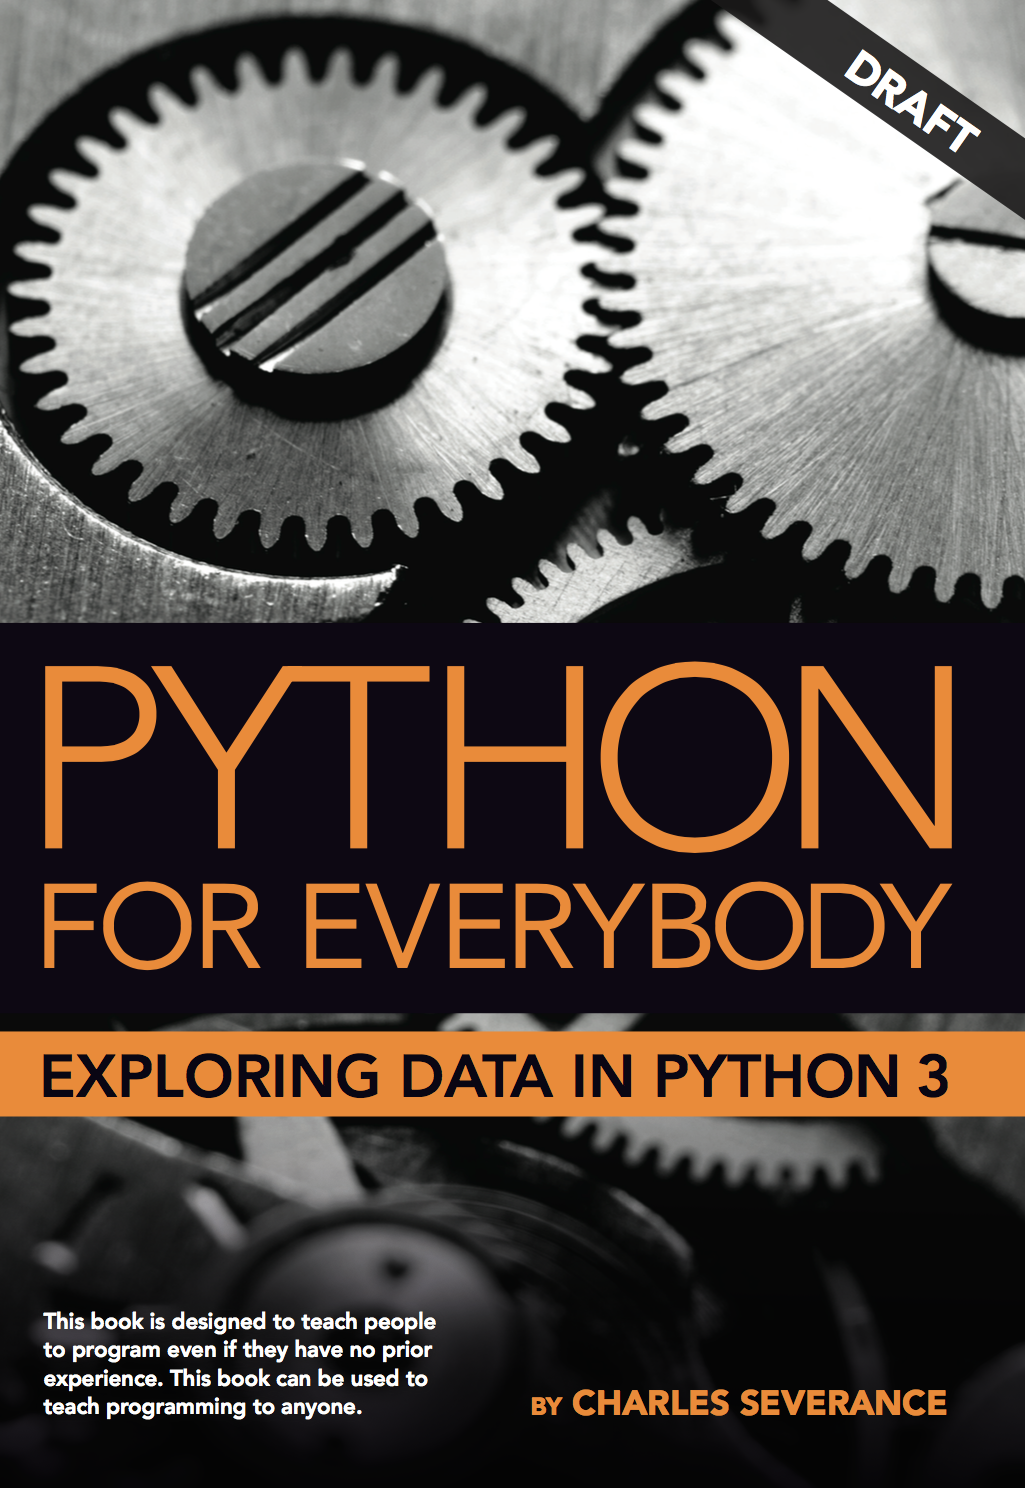 DRAFT
PYTHON
FOR EVERYBODY
EXPLORING DATA IN PYTHON 3
This book is designed to teach people
to program even if they have no prior
experience. This book can be used to
teach programming to anyone.
BY CHARLES SEVERANCE